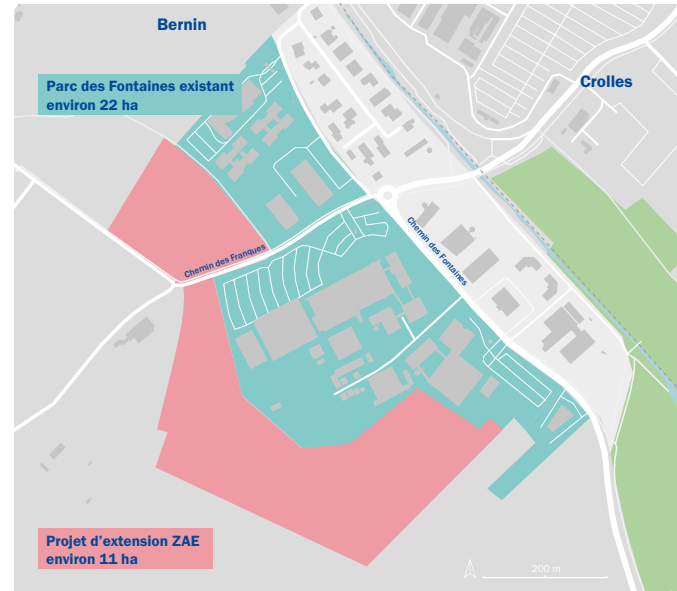 Bernin
Parc des Fontaines existant
environ 22 ha
Crolles
Chemin des Franques
Chemin des Fontaines
Projet d'extension ZAE
environ 11 ha
200 m